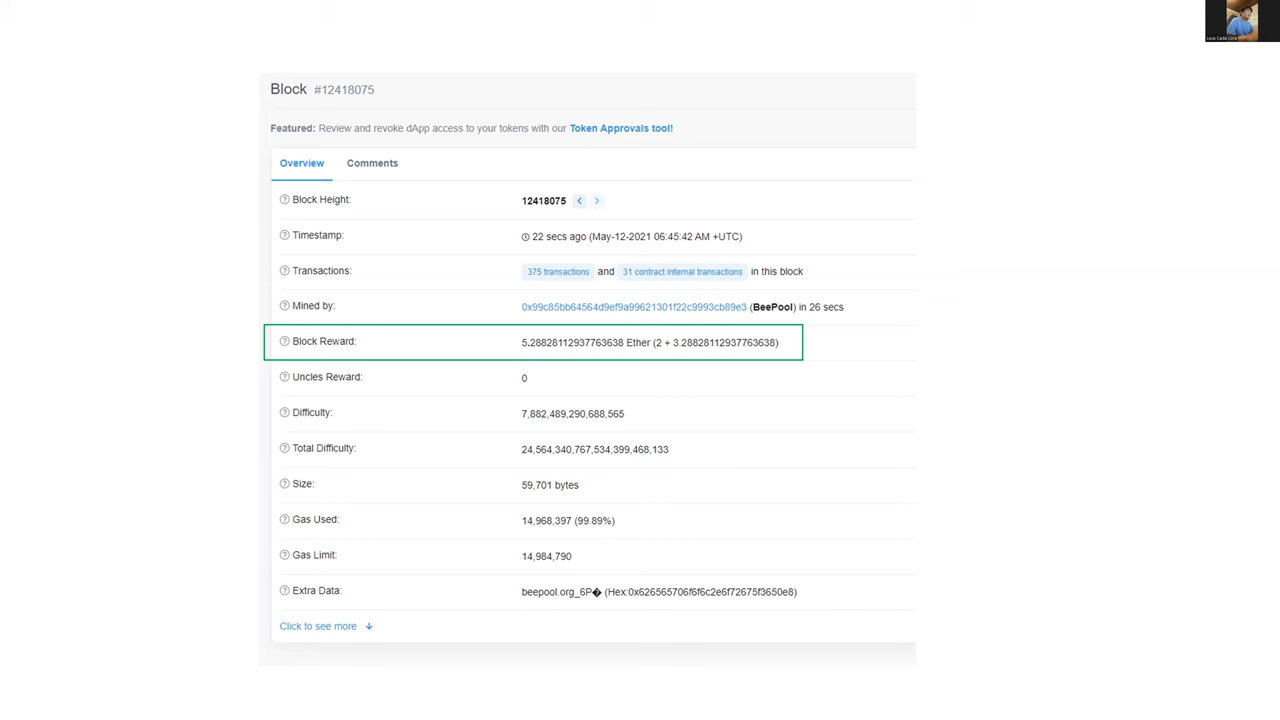 Luca Cada Lora
Block #12418075
Featured: Review and revoke dApp access to your tokens with our Token Approvals tool!
Overview Comments
Block Height: 12418075
Timestamp: 22 secs ago (May-12-2021 06:45:42 AM +UTC)
Transactions: 375 transactions and 31 contract internal transactions in this block
Mined by: 0x99c85bb64564d9ef9a99621301f22c9993cb89e3 (BeePool) in 26 secs
Block Reward: 5.28828112937763638 Ether (2 + 3.28828112937763638)
Uncles Reward: 0
Difficulty: 7,882,489,290,688,565
Total Difficulty: 24,564,340,767,534,399,468,133
Size: 59,701 bytes
Gas Used: 14,968,397 (99.89%)
Gas Limit: 14,984,790
Extra Data: beepool.org_6P� (Hex:0x626565706f6f6c2e6f72675f3650e8)
Click to see more